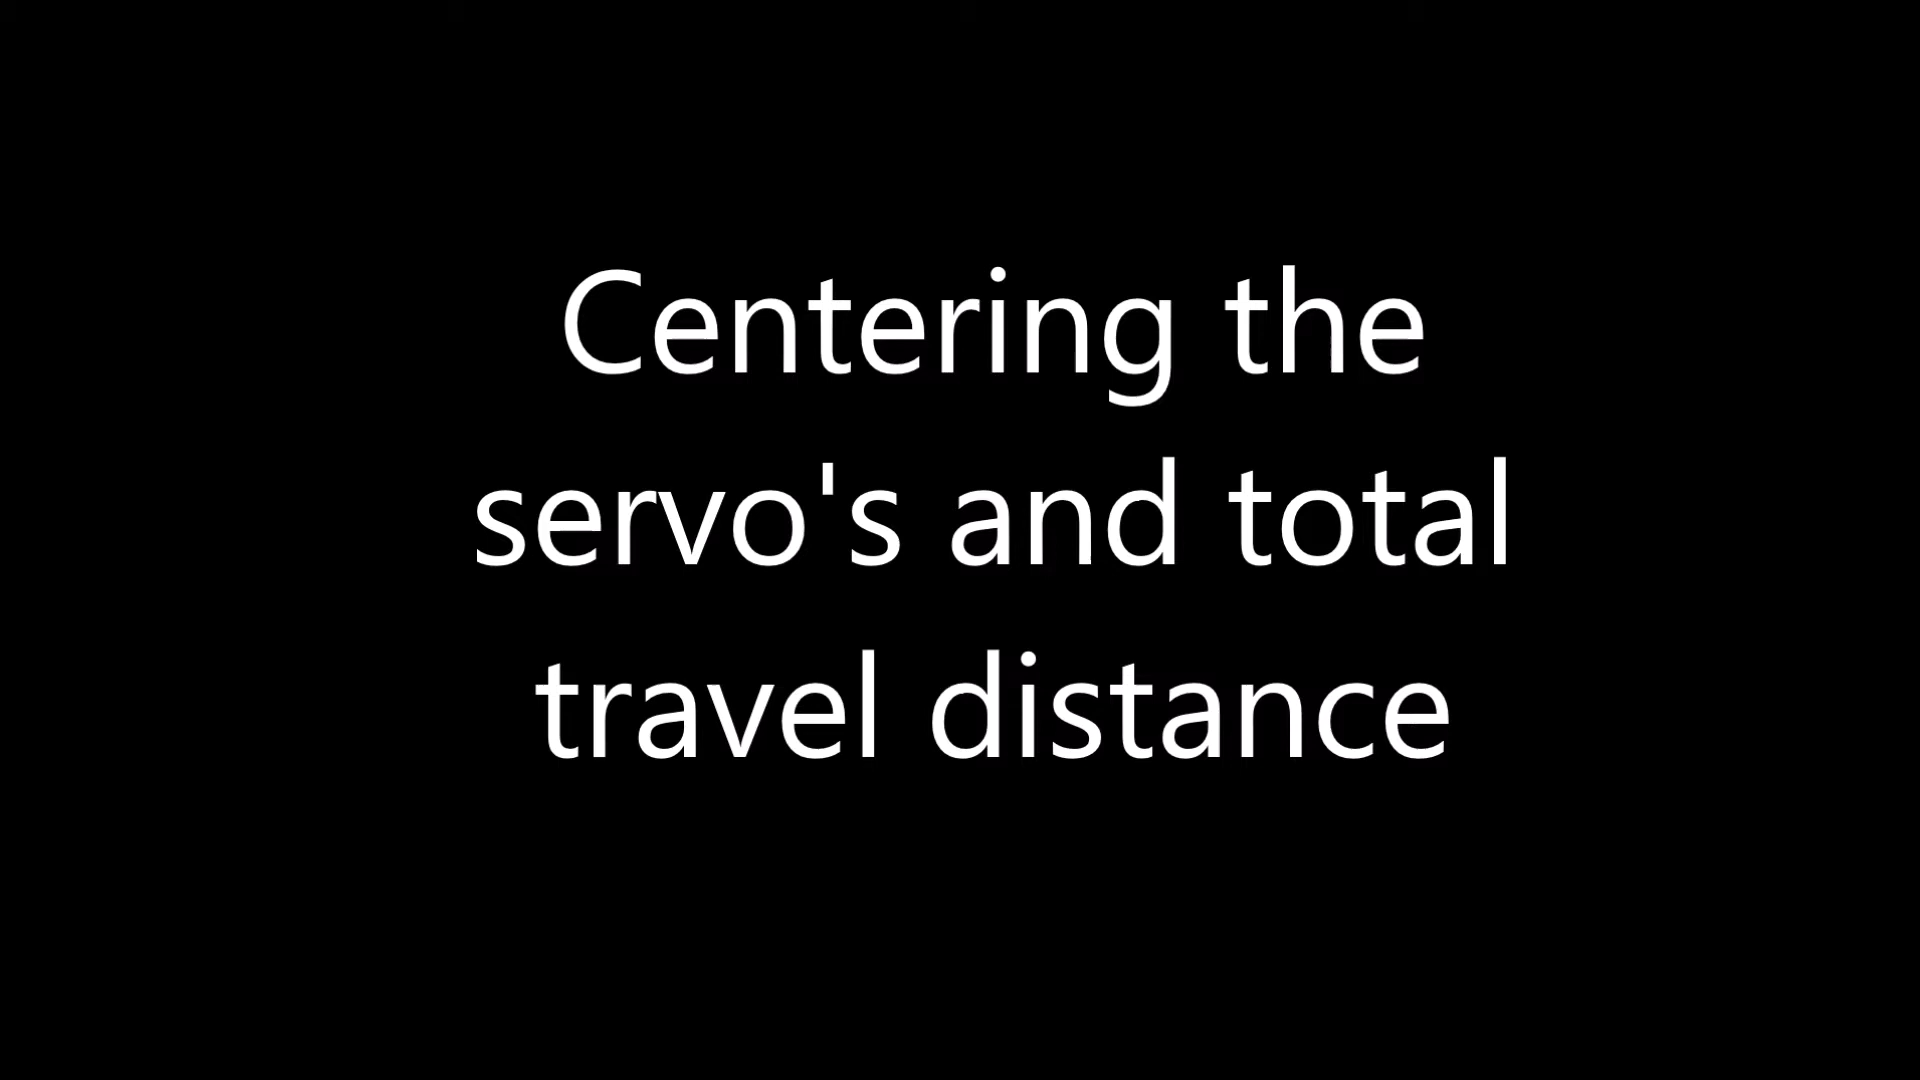 Centering the
servo's and total
travel distance